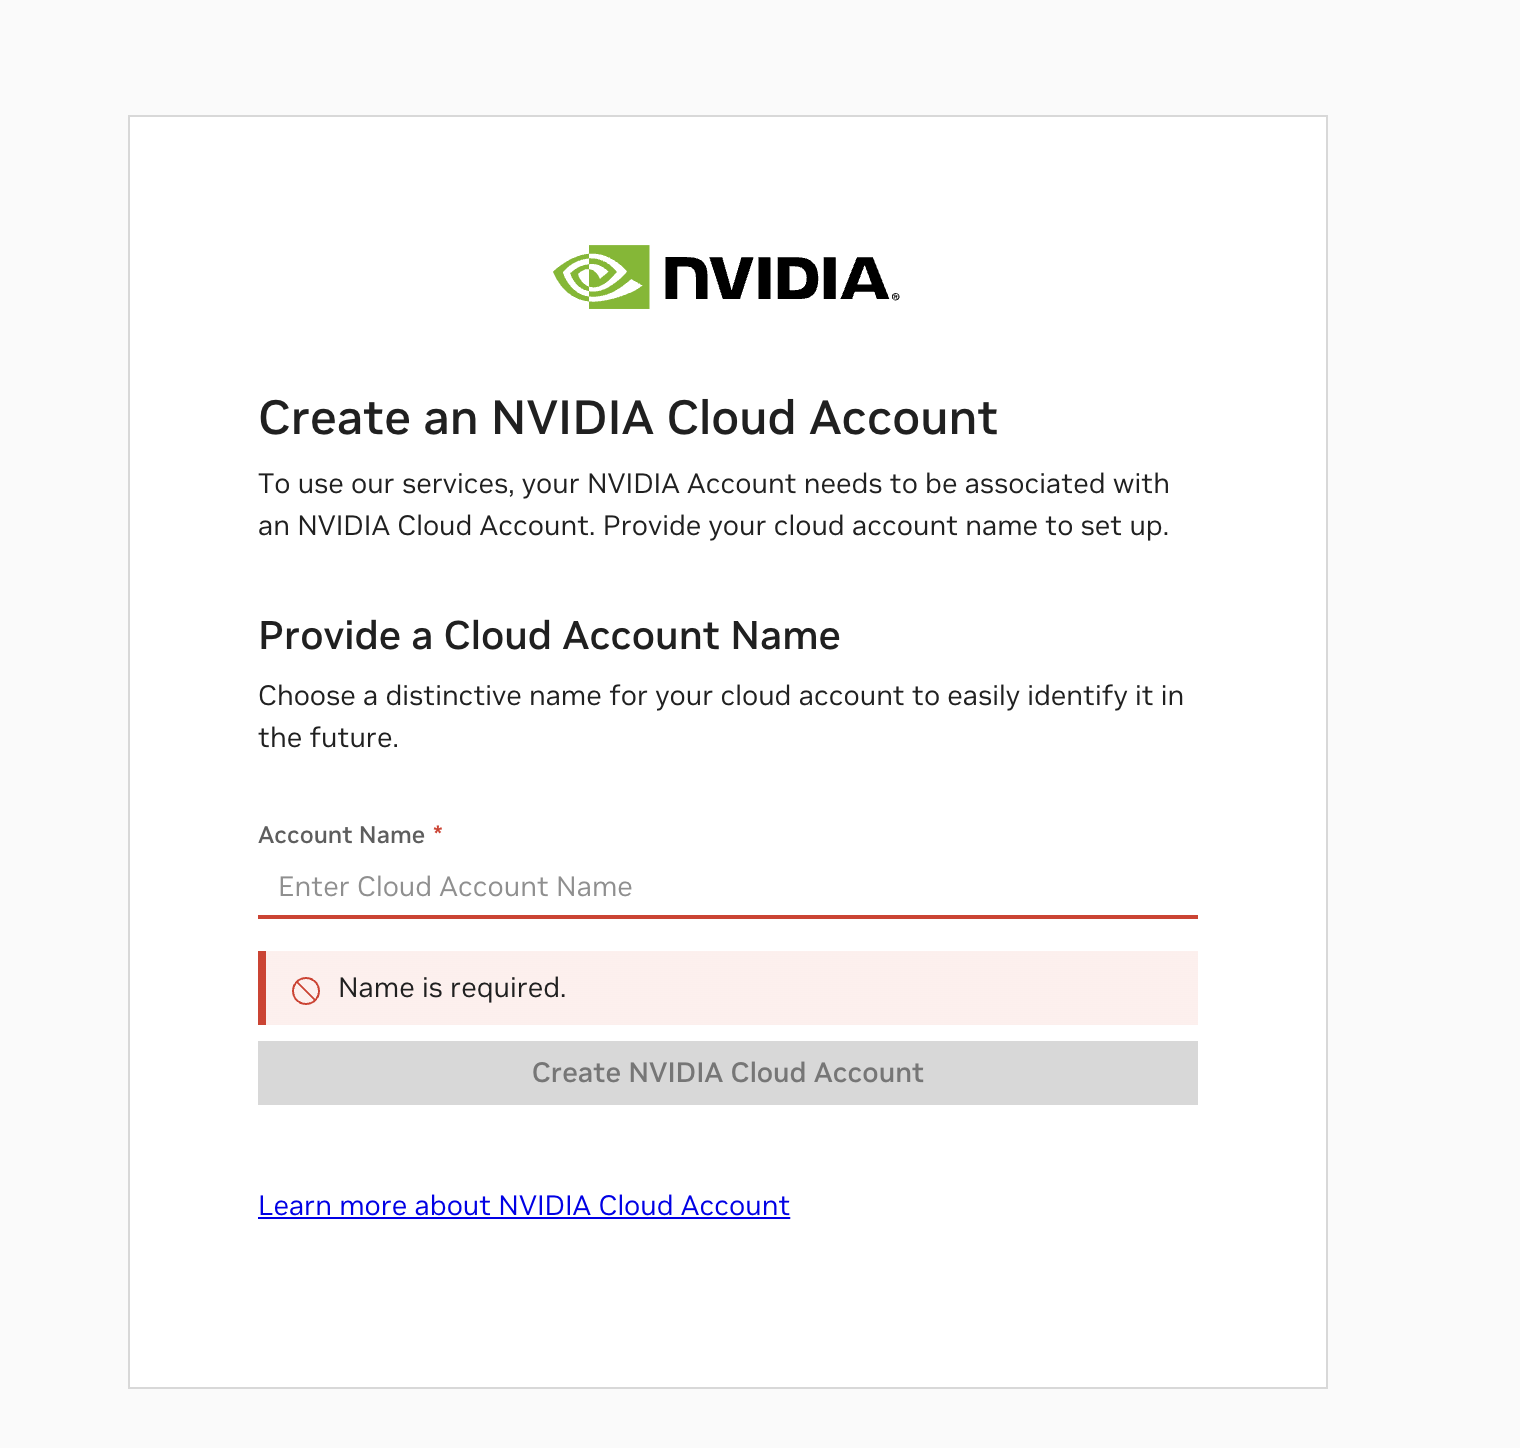 NVIDIA®
Create an NVIDIA Cloud Account
To use our services, your NVIDIA Account needs to be associated with
an NVIDIA Cloud Account. Provide your cloud account name to set up.
Provide a Cloud Account Name
Choose a distinctive name for your cloud account to easily identify it in
the future.
Account Name *
Enter Cloud Account Name
Name is required.
Create NVIDIA Cloud Account
Learn more about NVIDIA Cloud Account